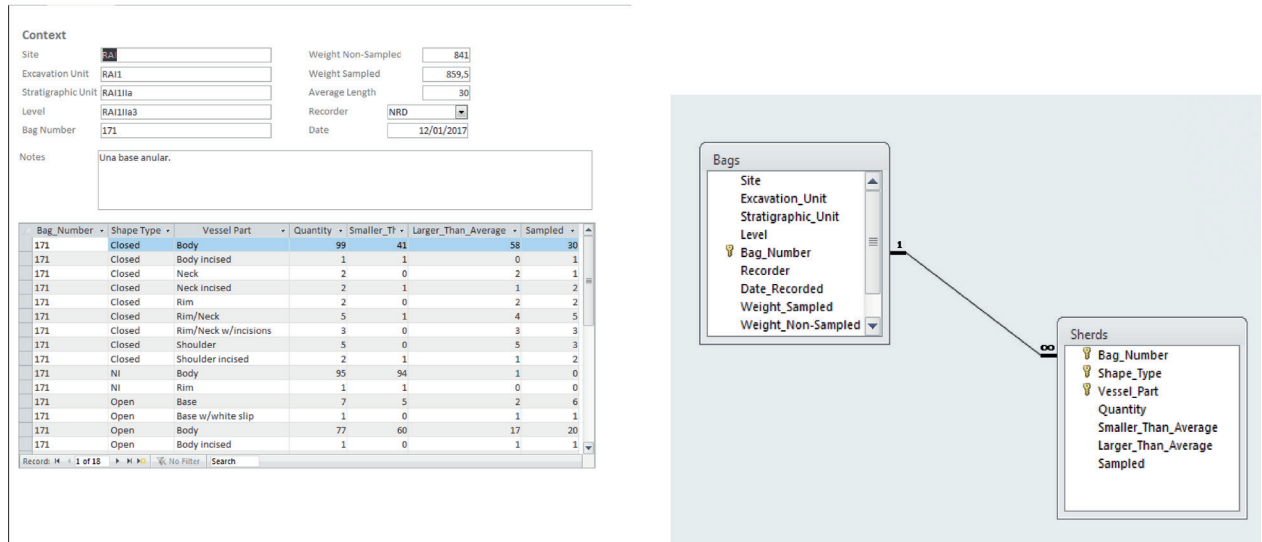 Context
Site RAI Weight Non-Sampled 841
Excavation Unit RAI1 Weight Sampled 859,5
Stratigraphic Unit RAI1IIa Average Length 30
Level RAI1IIa3 Recorder NRD
Bag Number 171 Date 12/01/2017
Notes Una base anular.
Bag_Number Shape Type Vessel Part Quantity Smaller_Th Larger_Than_Average Sampled
171 Closed Body 99 41 58 30
171 Closed Body incised 1 1 0 1
171 Closed Neck 2 0 2 1
171 Closed Neck incised 2 1 1 2
171 Closed Rim 2 0 2 2
171 Closed Rim/Neck 5 1 4 5
171 Closed Rim/Neck w/incisions 3 0 3 3
171 Closed Shoulder 5 0 5 3
171 Closed Shoulder incised 2 1 1 2
171 NI Body 95 94 1 0
171 NI Rim 1 1 0 0
171 Open Base 7 5 2 6
171 Open Base w/white slip 1 0 1 1
171 Open Body 77 60 17 20
171 Open Body incised 1 0 1 1
Record: 1 of 18 No Filter Search
Bags
Site
Excavation_Unit
Stratigraphic_Unit
Level
Bag_Number
Recorder
Date_Recorded
Weight_Sampled
Weight_Non-Sampled
1
∞
Sherds
Bag_Number
Shape_Type
Vessel_Part
Quantity
Smaller_Than_Average
Larger_Than_Average
Sampled